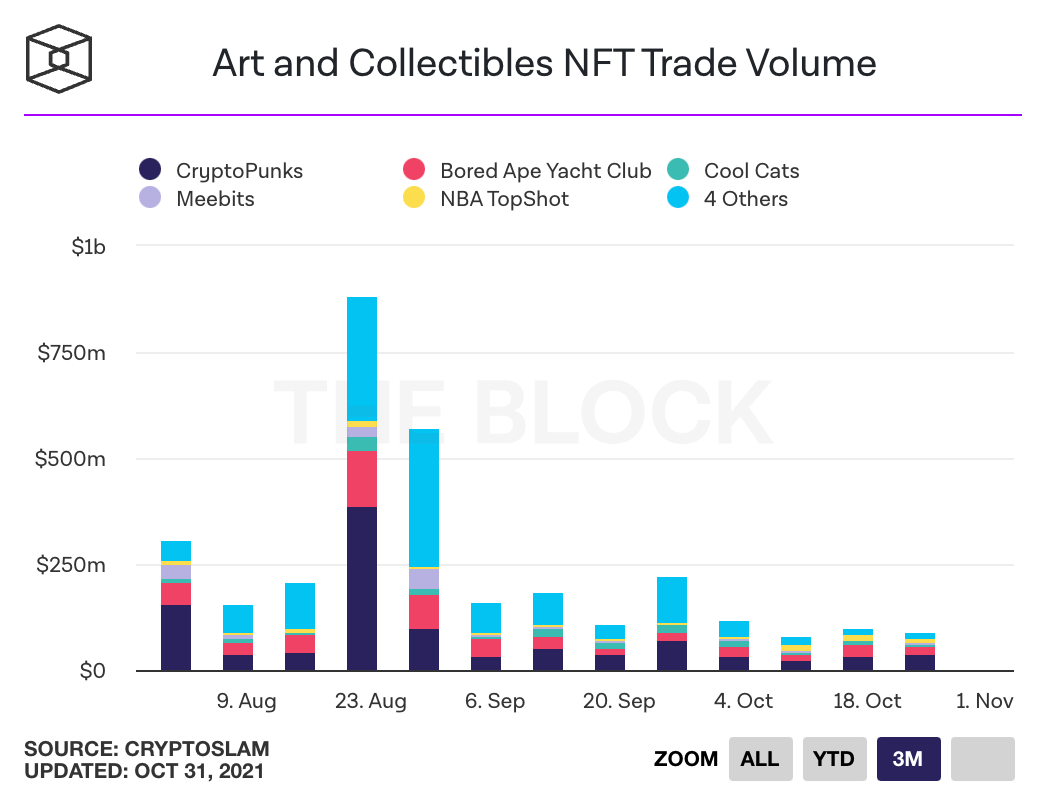 Art and Collectibles NFT Trade Volume
CryptoPunks
Bored Ape Yacht Club
Cool Cats
Meebits
NBA TopShot
4 Others
$1b
$750m
$500m
$250m
$0
THE BLOCK
9. Aug
23. Aug
6. Sep
20. Sep
4. Oct
18. Oct
1. Nov
SOURCE: CRYPTOSLAM
UPDATED: OCT 31, 2021
ZOOM
ALL
YTD
3M